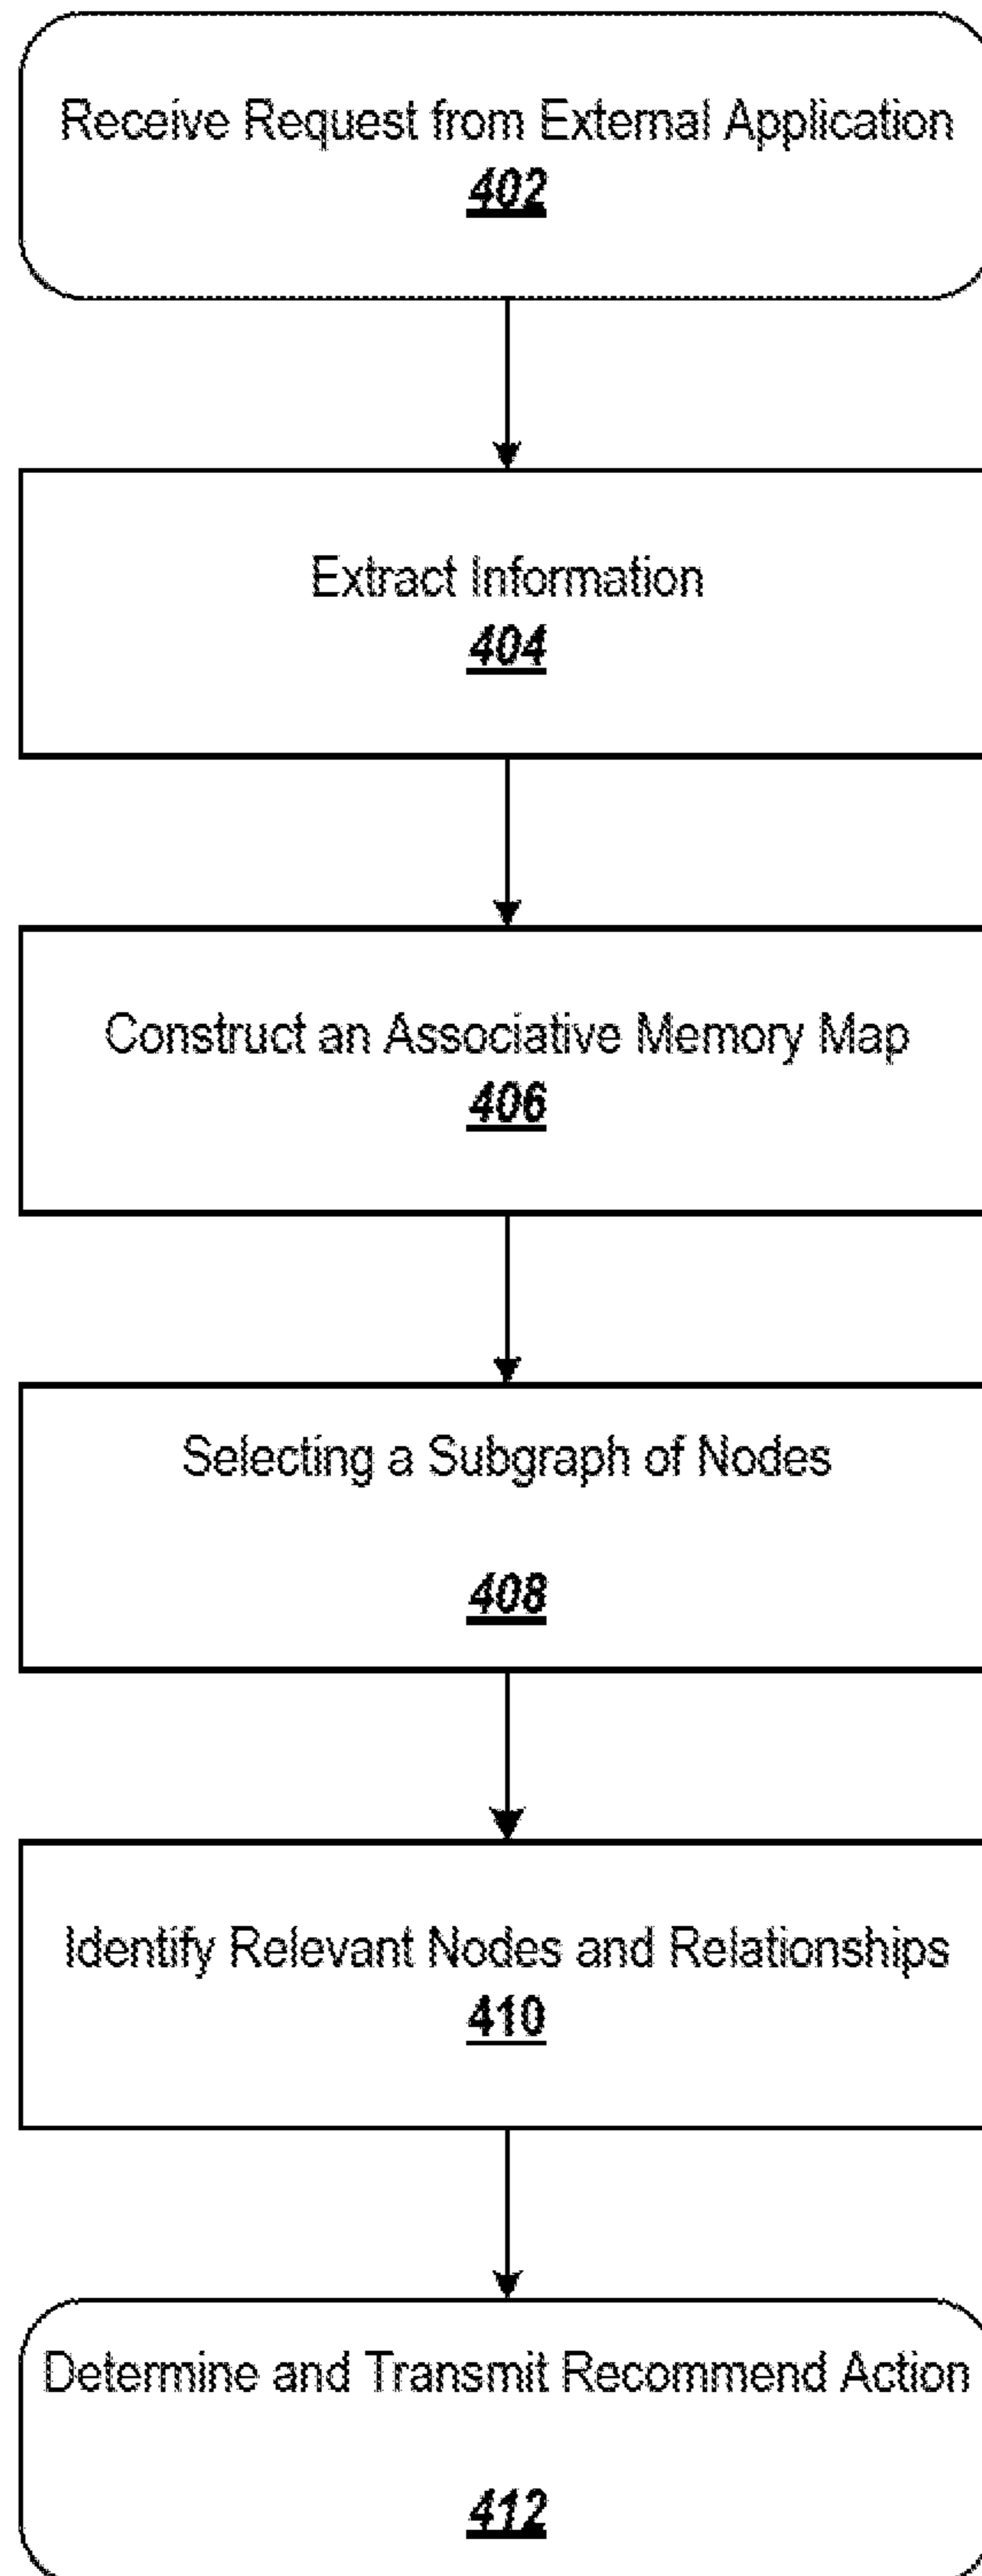 Receive Request from External Application
402
Extract Information
404
Construct an Associative Memory Map
406
Selecting a Subgraph of Nodes
408
Identify Relevant Nodes and Relationships
410
Determine and Transmit Recommend Action
412